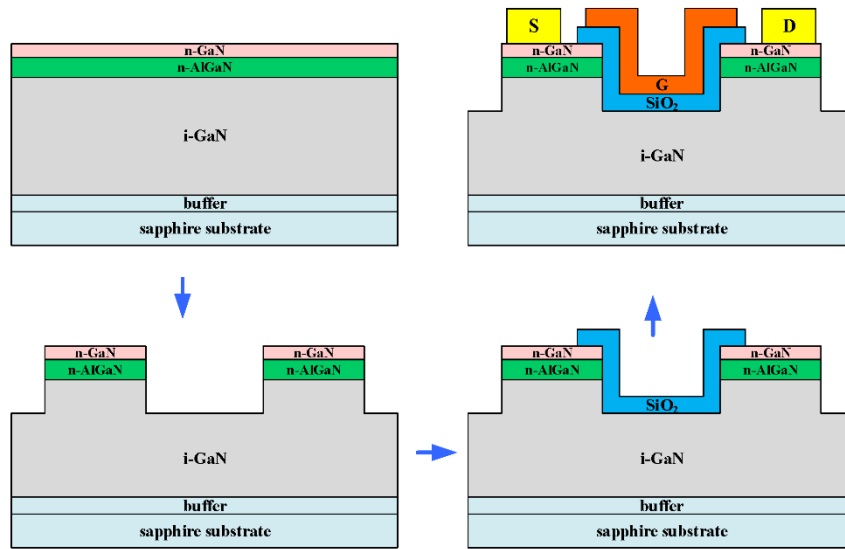 n-GaN
n-AlGaN
i-GaN
buffer
sapphire substrate
S D
n-GaN n-GaN
n-AlGaN n-AlGaN
G
SiO₂
i-GaN
buffer
sapphire substrate
n-GaN n-GaN
n-AlGaN n-AlGaN
i-GaN
buffer
sapphire substrate
n-GaN n-GaN
n-AlGaN n-AlGaN
SiO₂
i-GaN
buffer
sapphire substrate